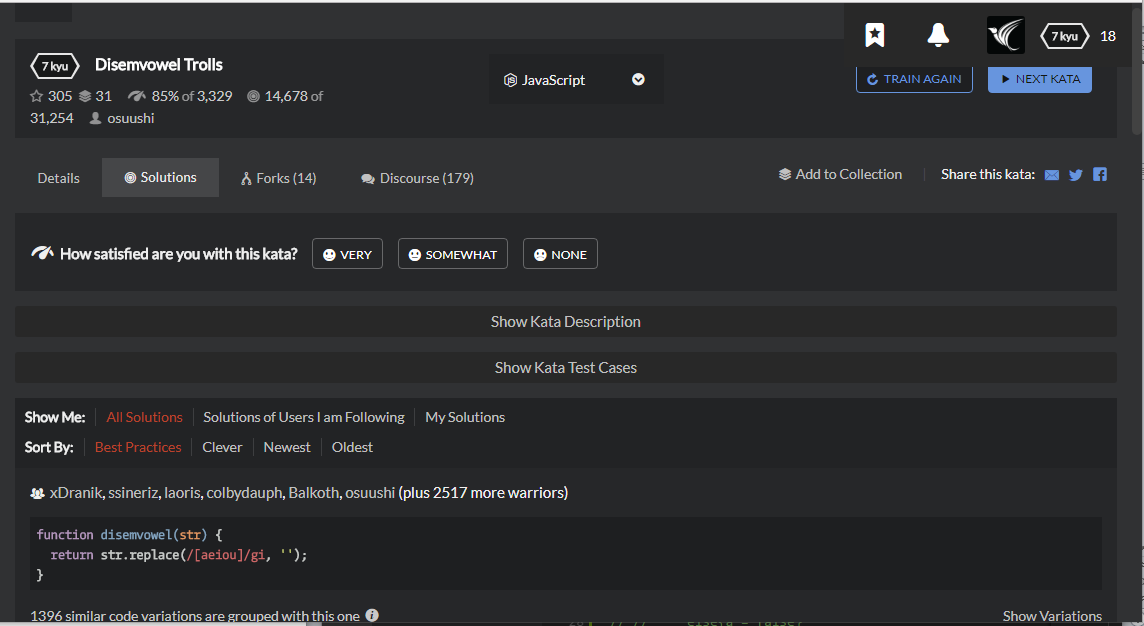 7 kyu
18
7 kyu Disemvowel Trolls
JavaScript
TRAIN AGAIN NEXT KATA
305 31 85% of 3,329 14,678 of
31,254 osuushi
Details Solutions Forks (14) Discourse (179) Add to Collection Share this kata:
How satisfied are you with this kata? VERY SOMEWHAT NONE
Show Kata Description
Show Kata Test Cases
Show Me: All Solutions Solutions of Users I am Following My Solutions
Sort By: Best Practices Clever Newest Oldest
xDranik, ssineriz, laoris, colbydauph, Balkoth, osuushi (plus 2517 more warriors)
function disemvowel(str) {
return str.replace(/[aeiou]/gi, '');
}
1396 similar code variations are grouped with this one Show Variations